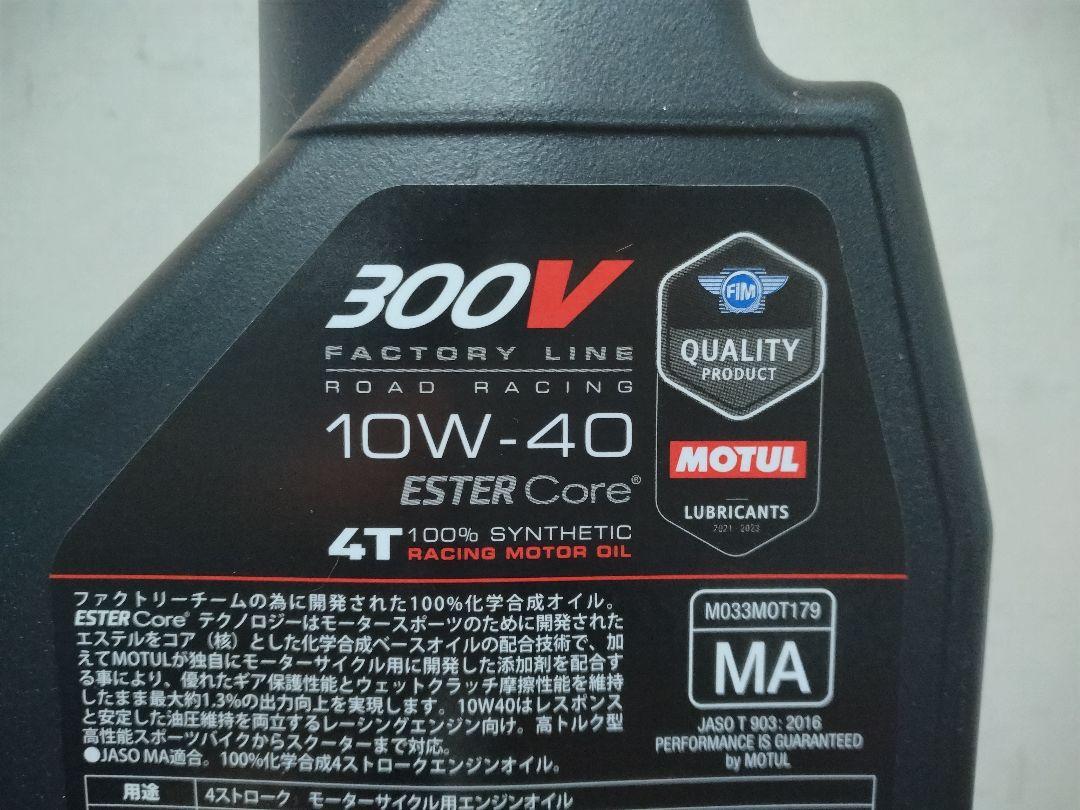 300V
FACTORY LINE
ROAD RACING
10W-40
ESTER Core®
4T 100% SYNTHETIC
RACING MOTOR OIL
FIM
QUALITY
PRODUCT
MOTUL
LUBRICANTS
2021 - 2023
ファクトリーチームの為に開発された100%化学合成オイル。
ESTER Core® テクノロジーはモータースポーツのために開発された
エステルをコア（核）とした化学合成ベースオイルの配合技術で、加
えてMOTULが独自にモーターサイクル用に開発した添加剤を配合す
る事により、優れたギア保護性能とウェットクラッチ摩擦性能を維持
したまま最大約1.3%の出力向上を実現します。10W40はレスポンス
と安定した油圧維持を両立するレーシングエンジン向け。高トルク型
高性能スポーツバイクからスクーターまで対応。
●JASO MA適合。100%化学合成4ストロークエンジンオイル。
M033MOT179
MA
JASO T 903: 2016
PERFORMANCE IS GUARANTEED
by MOTUL
用途 4ストローク モーターサイクル用エンジンオイル